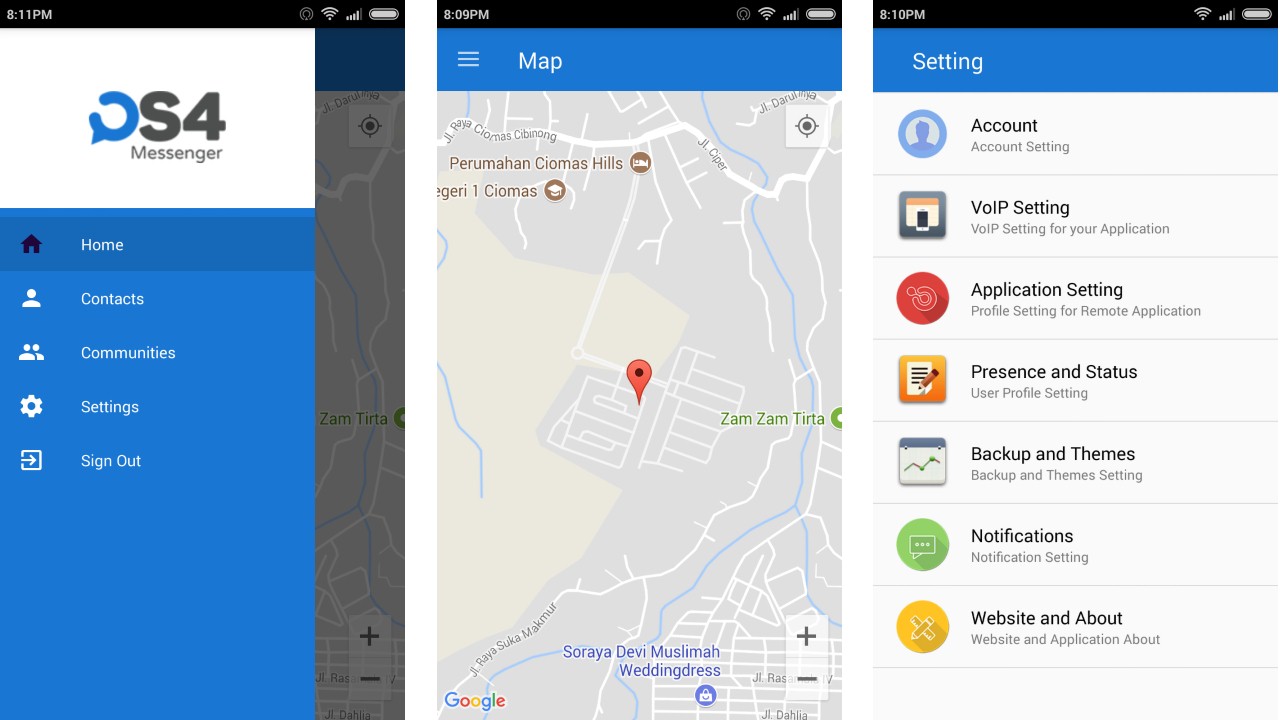 8:11PM
OS4
Messenger
Home
Contacts
Communities
Settings
Sign Out
Jl. Darul
Zam Tirta
Jl. Dahlia
8:09PM
Map
Jl. Raya Ciomas Cibinong
Jl. Darul
Jl. Ciper
Perumahan Ciomas Hills
egeri 1 Ciomas
Zam Zam Tirta
Jl. Raya Suka Makmur
Soraya Devi Muslimah
Weddingdress
Jl. Dahlia
Google
8:10PM
Setting
Account
Account Setting
VoIP Setting
VoIP Setting for your Application
Application Setting
Profile Setting for Remote Application
Presence and Status
User Profile Setting
Backup and Themes
Backup and Themes Setting
Notifications
Notification Setting
Website and About
Website and Application About